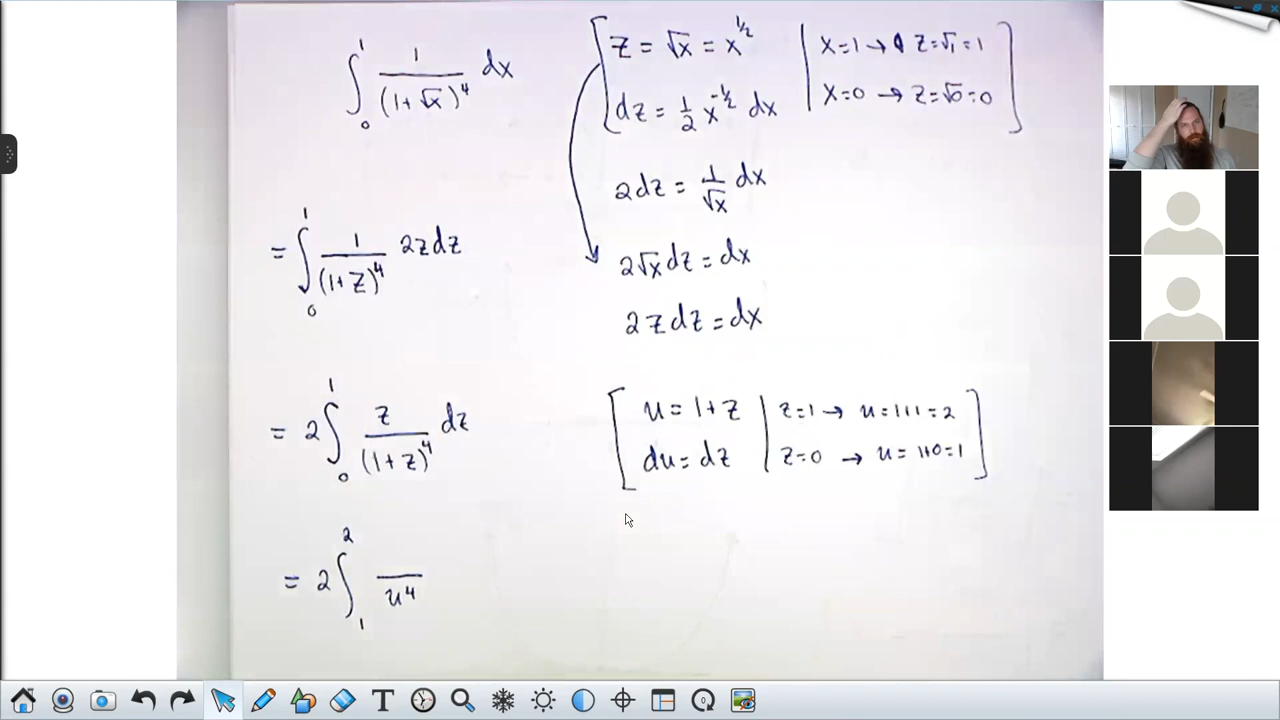 ∫₀¹ 1/(1+√x)⁴ dx
[ z = √x = x^½ | x=1 → z=√1=1
dz = ½ x^-½ dx | x=0 → z=√0=0 ]
2dz = 1/√x dx
2√x dz = dx
2z dz = dx
= ∫₀¹ 1/(1+z)⁴ 2z dz
= 2∫₀¹ z/(1+z)⁴ dz
[ u = 1+z | z=1 → u=1+1=2
du = dz | z=0 → u=1+0=1 ]
= 2∫₁² /u⁴
T